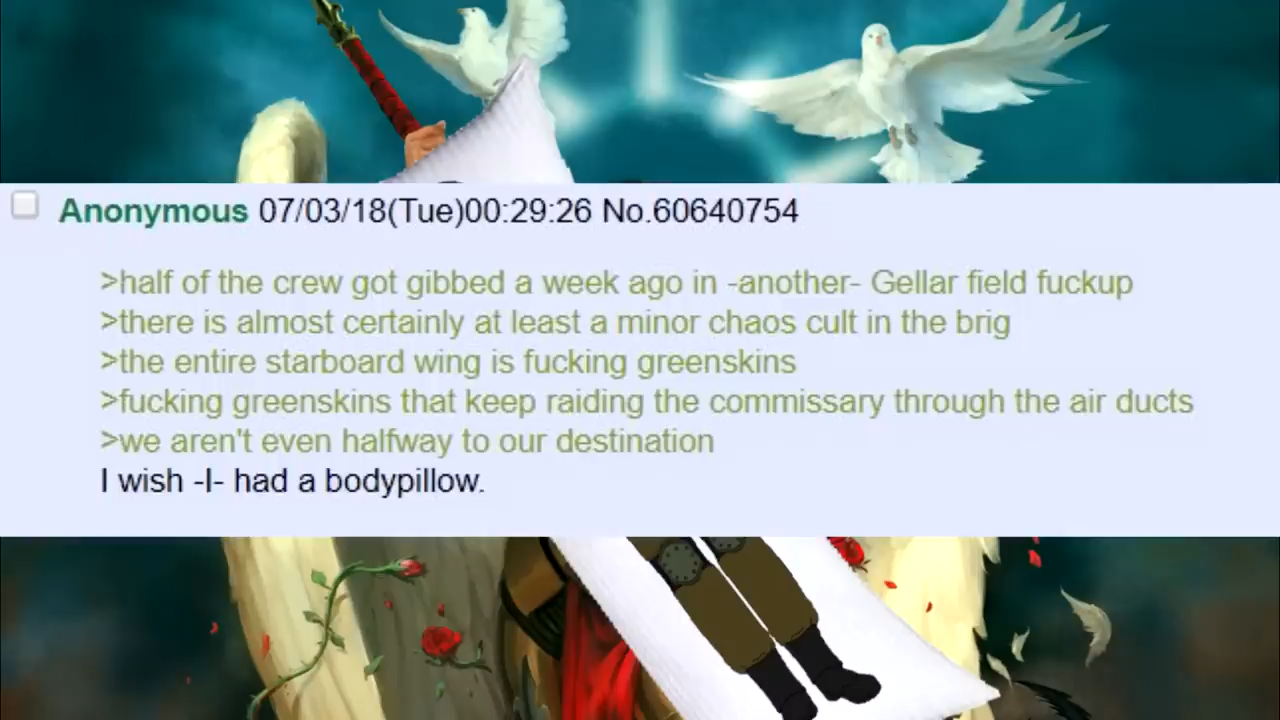 Anonymous 07/03/18(Tue)00:29:26 No.60640754
>half of the crew got gibbed a week ago in -another- Gellar field fuckup
>there is almost certainly at least a minor chaos cult in the brig
>the entire starboard wing is fucking greenskins
>fucking greenskins that keep raiding the commissary through the air ducts
>we aren't even halfway to our destination
I wish -I- had a bodypillow.